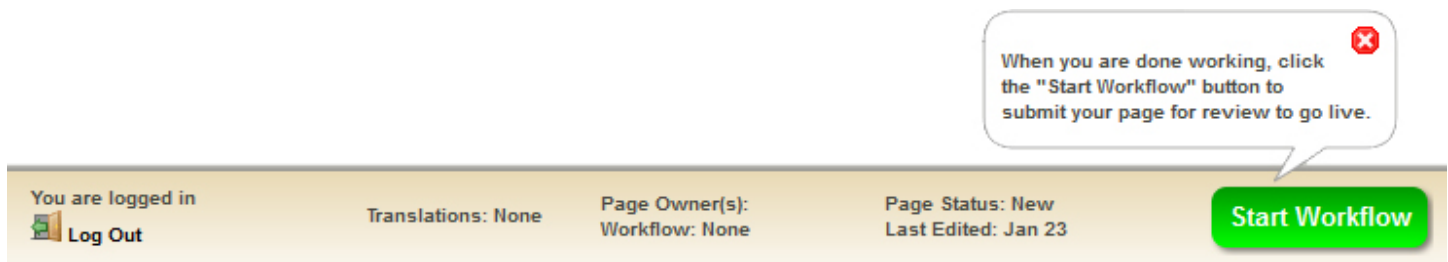 When you are done working, click
the "Start Workflow" button to
submit your page for review to go live.
You are logged in
Log Out
Translations: None
Page Owner(s):
Workflow: None
Page Status: New
Last Edited: Jan 23
Start Workflow